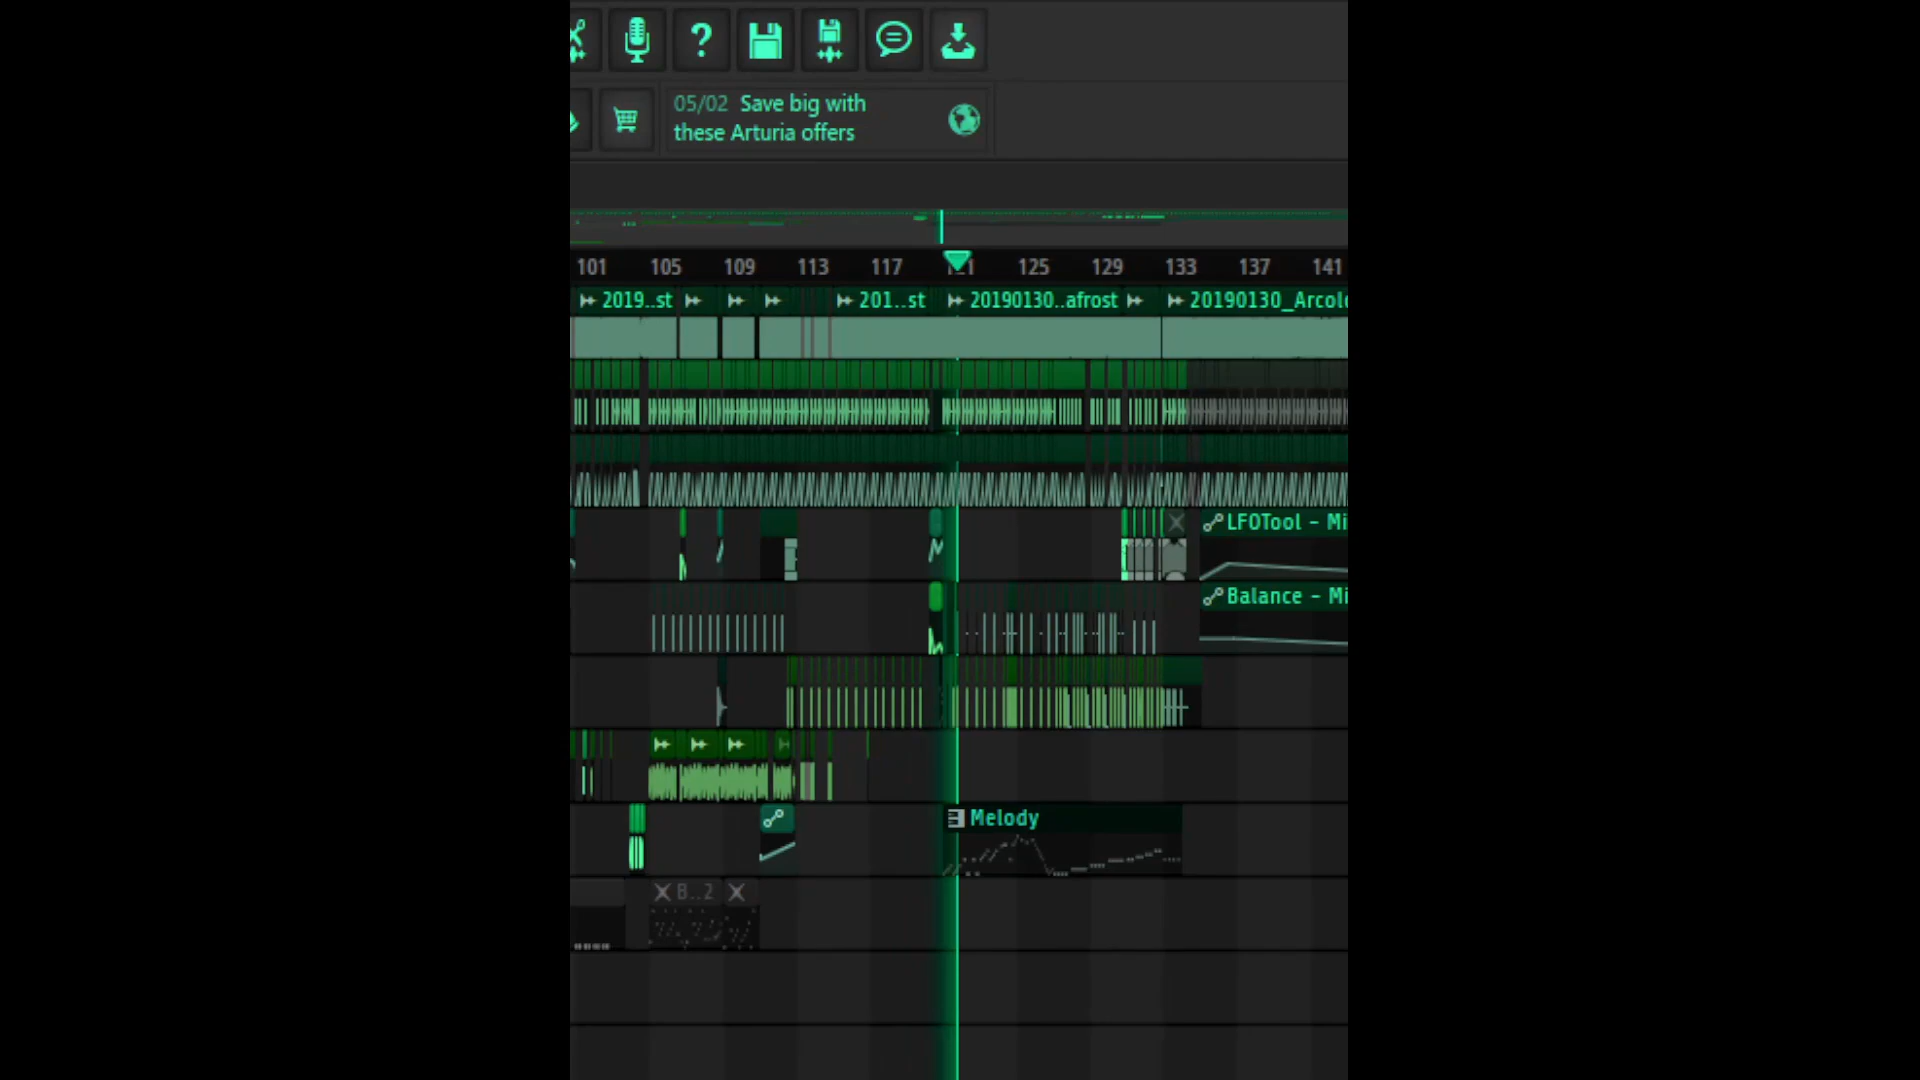 ?
05/02 Save big with
these Arturia offers
101 105 109 113 117 125 129 133 137 141
2019..st 201..st 20190130..afrost 20190130_Arcol
LFOTool - Mi
Balance - Mi
Melody
B..2